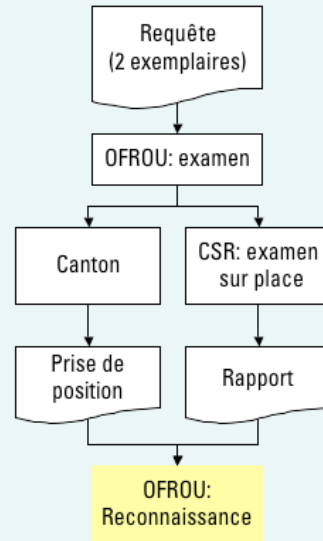 Requête
(2 exemplaires)
OFROU: examen
Canton
CSR: examen
sur place
Prise de
position
Rapport
OFROU:
Reconnaissance